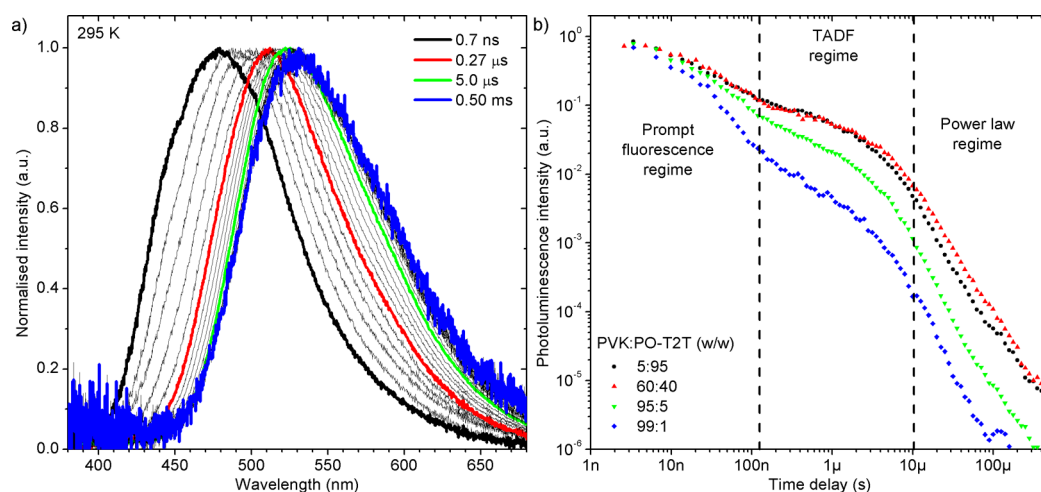 a)
295 K
0.7 ns
0.27 μs
5.0 μs
0.50 ms
1.0
0.8
0.6
0.4
0.2
0.0
Normalised intensity (a.u.)
400 450 500 550 600 650
Wavelength (nm)
b)
TADF
regime
Prompt
fluorescence
regime
Power law
regime
PVK:PO-T2T (w/w)
5:95
60:40
95:5
99:1
10⁰
10⁻¹
10⁻²
10⁻³
10⁻⁴
10⁻⁵
10⁻⁶
Photoluminescence intensity (a.u.)
1n 10n 100n 1µ 10µ 100µ
Time delay (s)